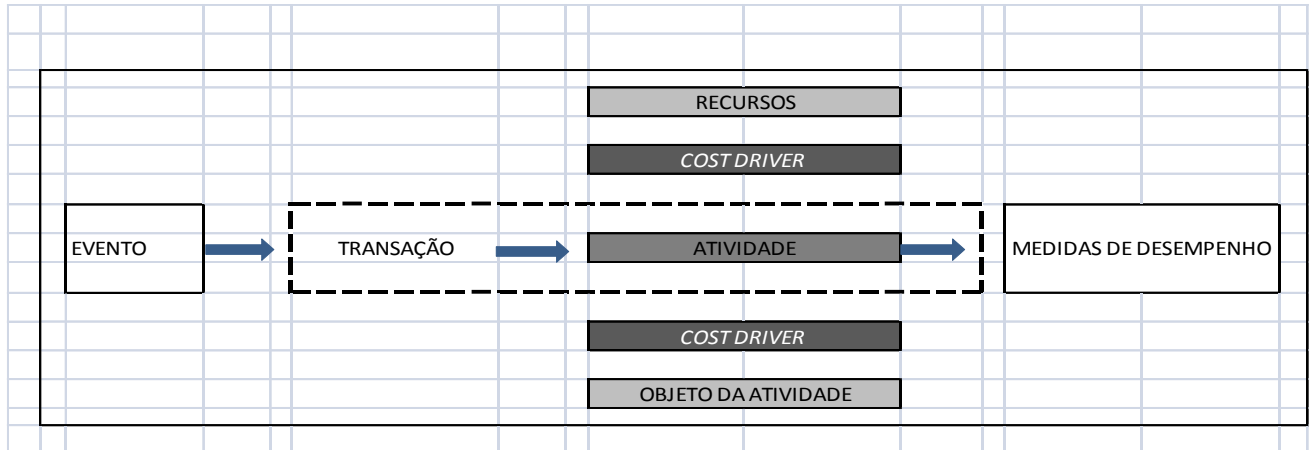 RECURSOS
COST DRIVER
EVENTO
TRANSAÇÃO
ATIVIDADE
MEDIDAS DE DESEMPENHO
COST DRIVER
OBJETO DA ATIVIDADE